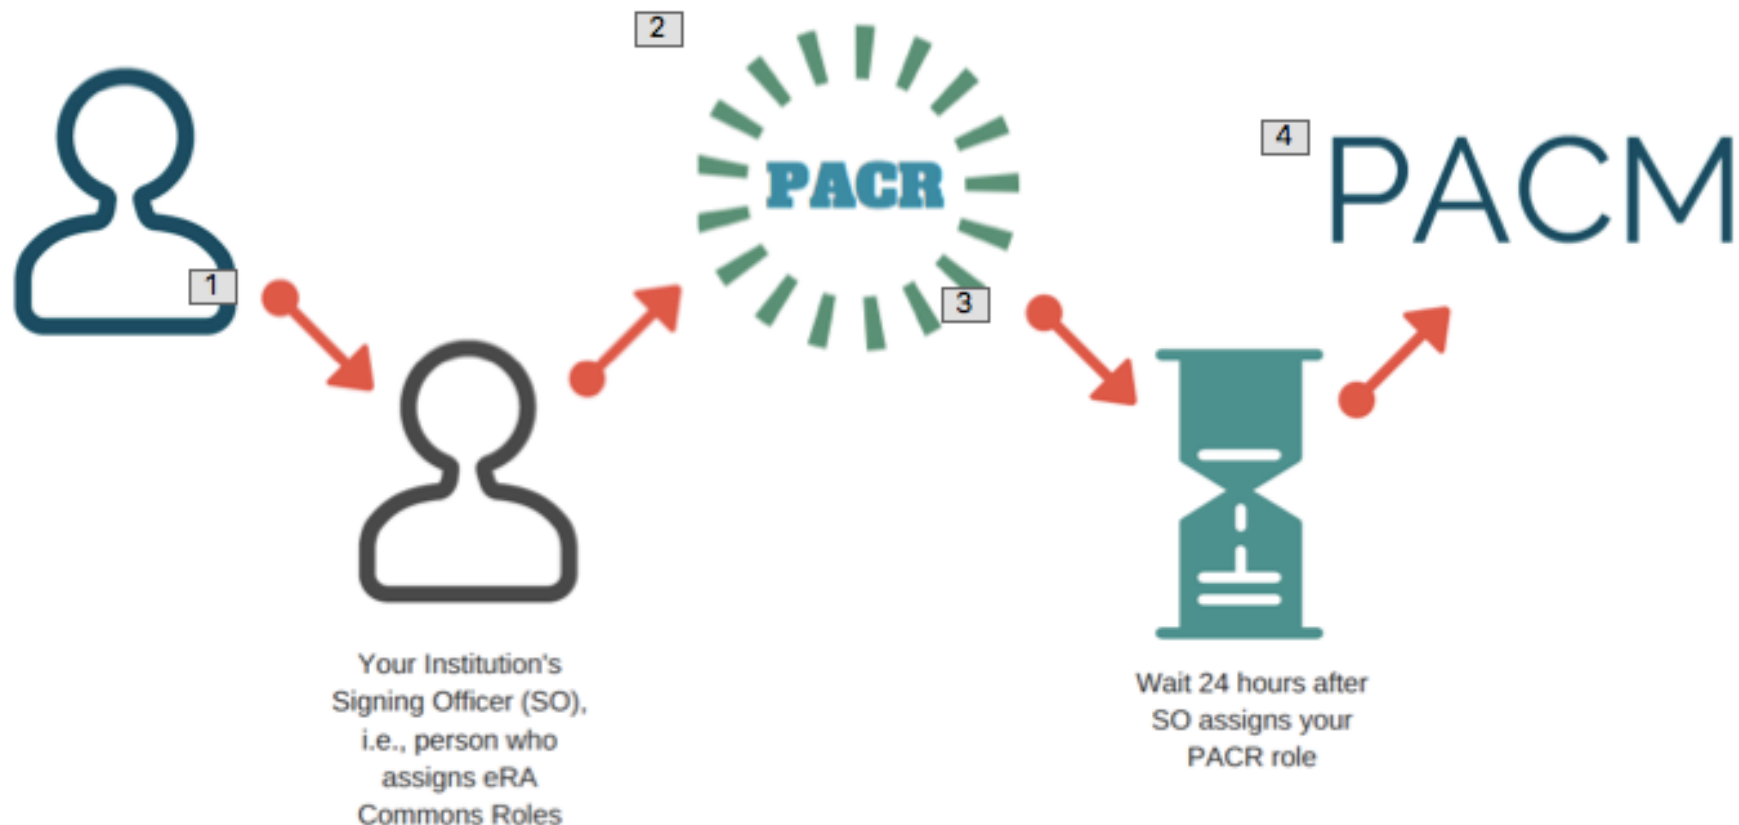 1
Your Institution's
Signing Officer (SO),
i.e., person who
assigns eRA
Commons Roles
2
PACR
3
Wait 24 hours after
SO assigns your
PACR role
4
PACM